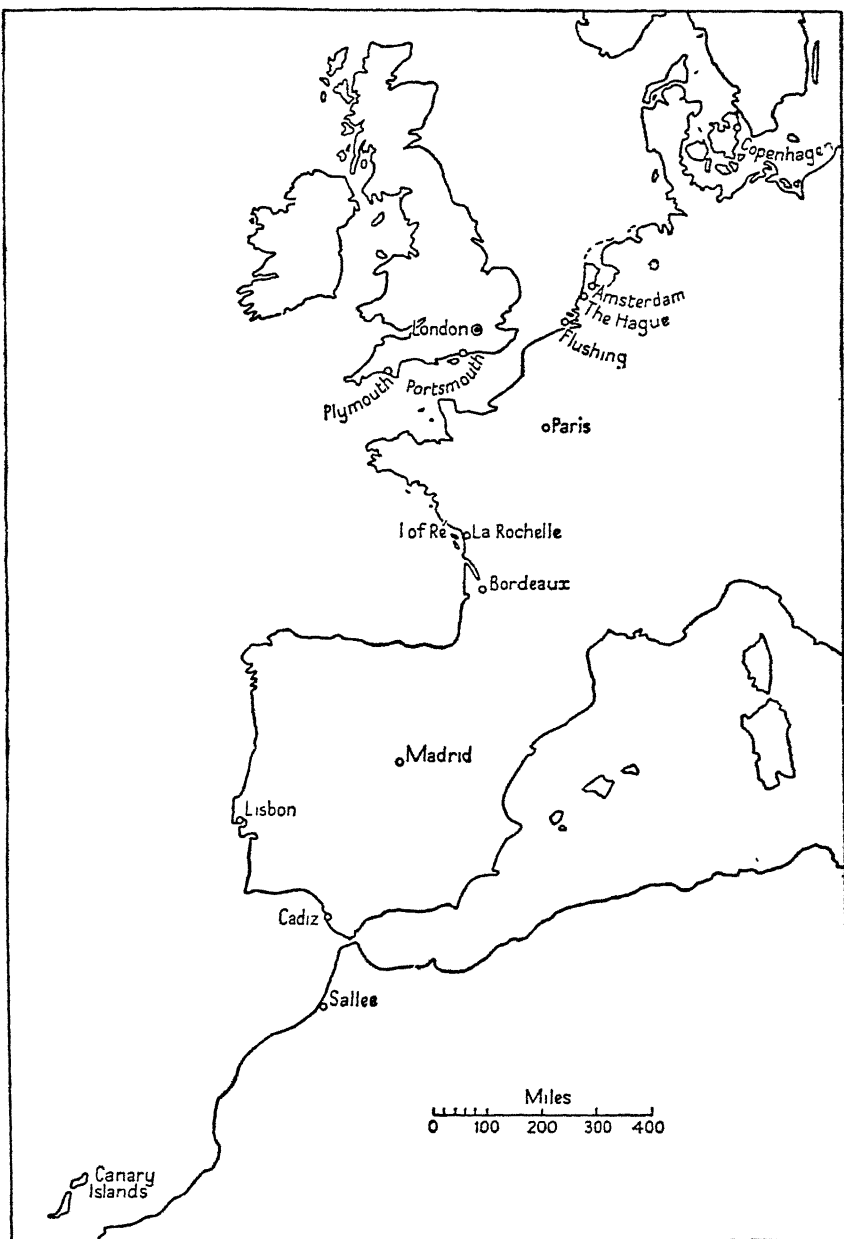 Copenhagen
Amsterdam
The Hague
Flushing
London
Portsmouth
Plymouth
Paris
I of Ré
La Rochelle
Bordeaux
Madrid
Lisbon
Cadiz
Sallee
Miles
0 100 200 300 400
Canary
Islands